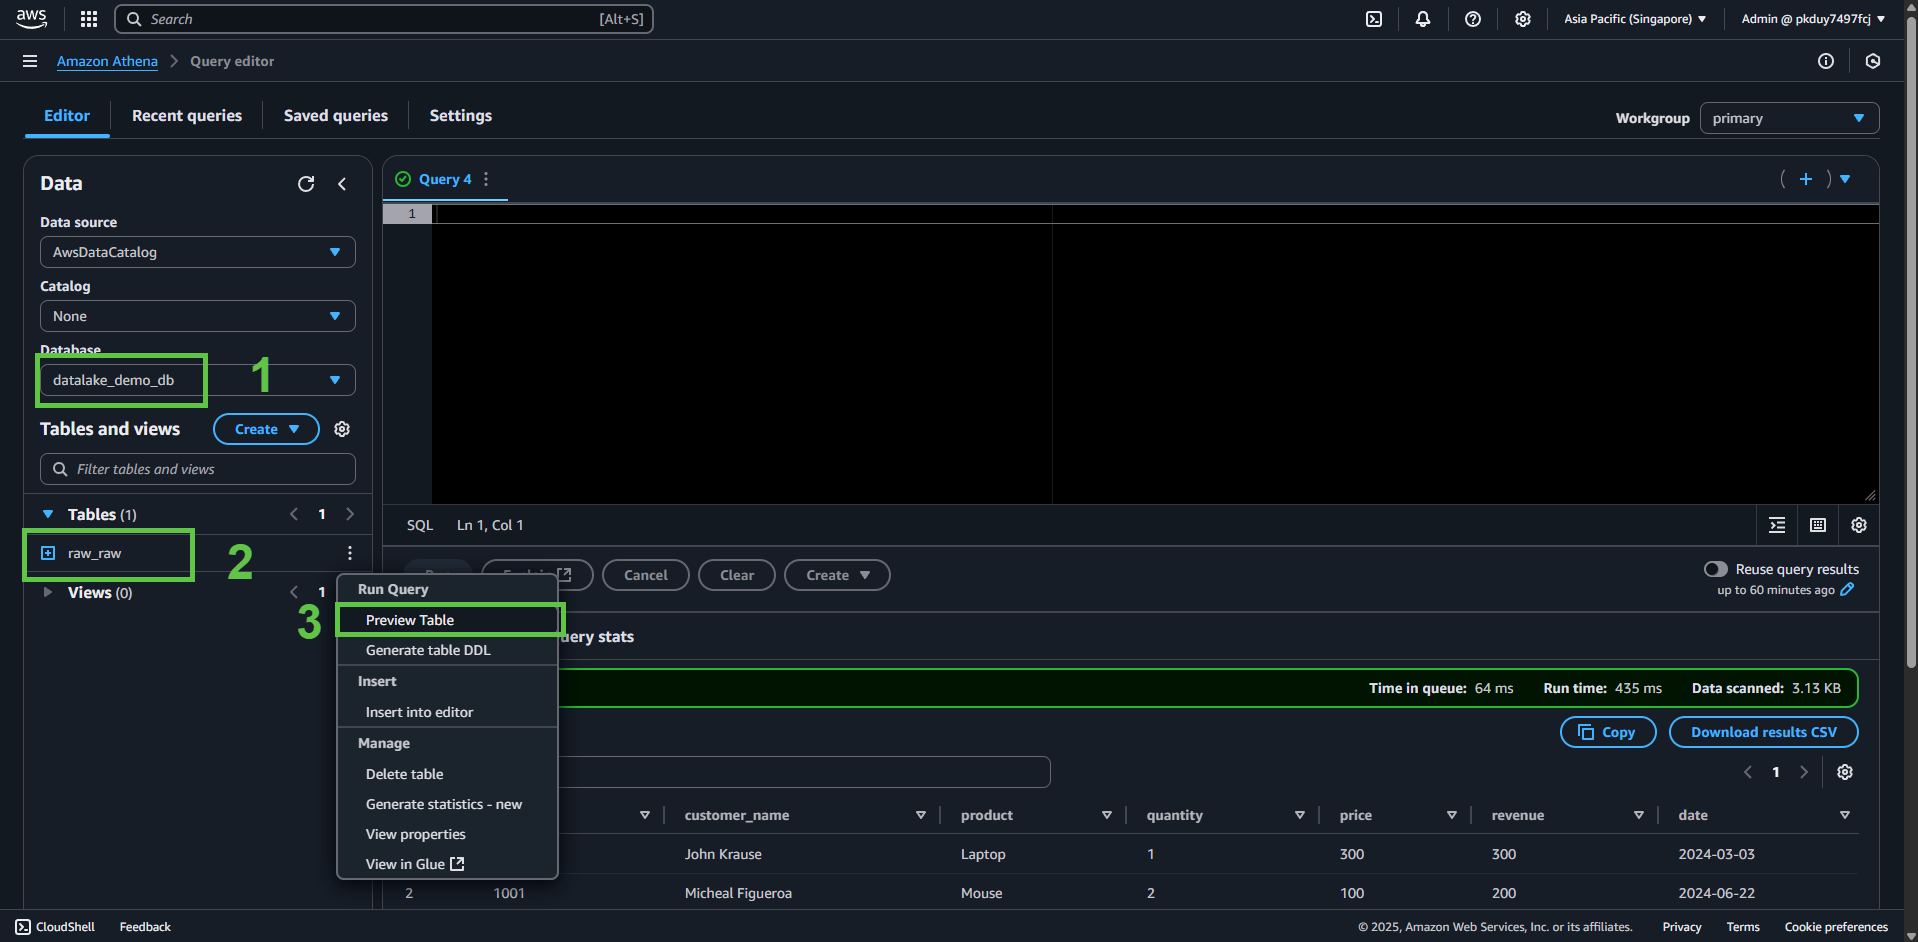 aws Search [Alt+S] Asia Pacific (Singapore) Admin @ pkduy7497fcj
Amazon Athena > Query editor
Editor Recent queries Saved queries Settings
Workgroup primary
Data
Data source
AwsDataCatalog
Catalog
None
Database
datalake_demo_db 1
Tables and views Create
Filter tables and views
Tables (1) 1
raw_raw 2
Views (0) 1
Query 4
1
SQL Ln 1, Col 1
Cancel Clear Create
Reuse query results
up to 60 minutes ago
Run Query
3 Preview Table
Generate table DDL
Insert
Insert into editor
Manage
Delete table
Generate statistics - new
View properties
View in Glue
uery stats
Time in queue: 64 ms Run time: 435 ms Data scanned: 3.13 KB
Copy Download results CSV
1
customer_name product quantity price revenue date
John Krause Laptop 1 300 300 2024-03-03
2 1001 Micheal Figueroa Mouse 2 100 200 2024-06-22
CloudShell Feedback © 2025, Amazon Web Services, Inc. or its affiliates. Privacy Terms Cookie preferences